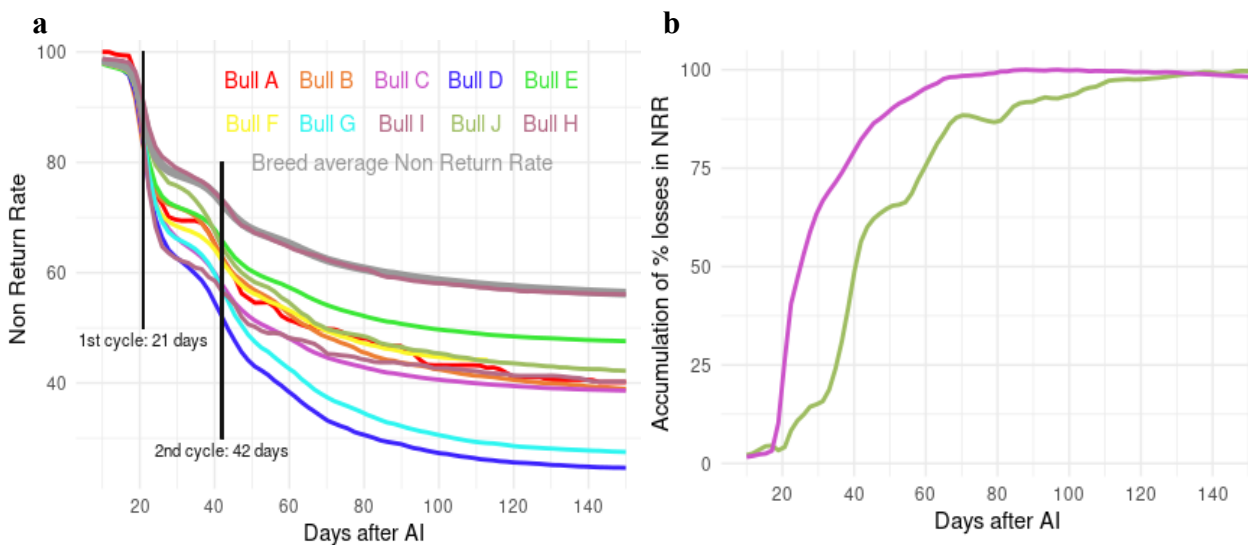 a
Non Return Rate
100
80
60
40
Bull A Bull B Bull C Bull D Bull E
Bull F Bull G Bull I Bull J Bull H
Breed average Non Return Rate
1st cycle: 21 days
2nd cycle: 42 days
20 40 60 80 100 120 140
Days after AI
b
Accumulation of % losses in NRR
100
75
50
25
0
20 40 60 80 100 120 140
Days after AI